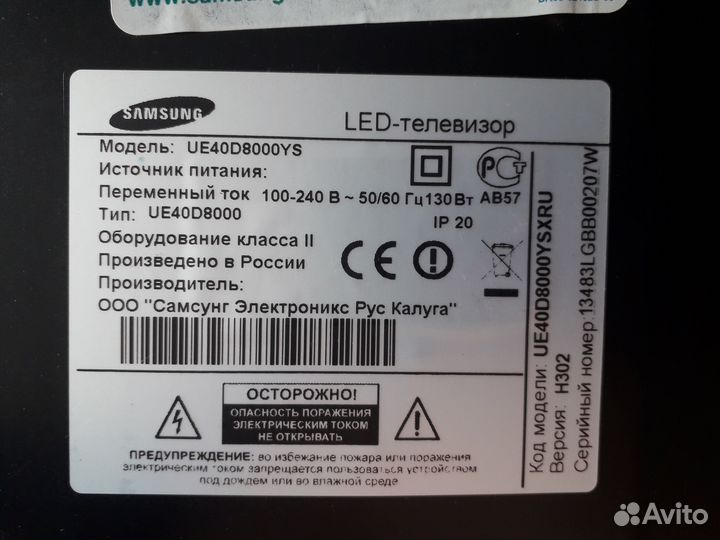 SAMSUNG
LED-телевизор
Модель: UE40D8000YS
Источник питания:
Переменный ток 100-240 В ~ 50/60 Гц 130 Вт
Тип: UE40D8000
АВ57
IP 20
Оборудование класса II
Произведено в России
Производитель:
ООО "Самсунг Электроникс Рус Калуга"
ОСТОРОЖНО!
ОПАСНОСТЬ ПОРАЖЕНИЯ
ЭЛЕКТРИЧЕСКИМ ТОКОМ
НЕ ОТКРЫВАТЬ
ПРЕДУПРЕЖДЕНИЕ: во избежание пожара или поражения
электрическим током запрещается пользоваться устройством
под дождем или во влажной среде
Код модели: UE40D8000YSXRU
Версия: H302
Серийный номер:13483LGBB00207W
Avito